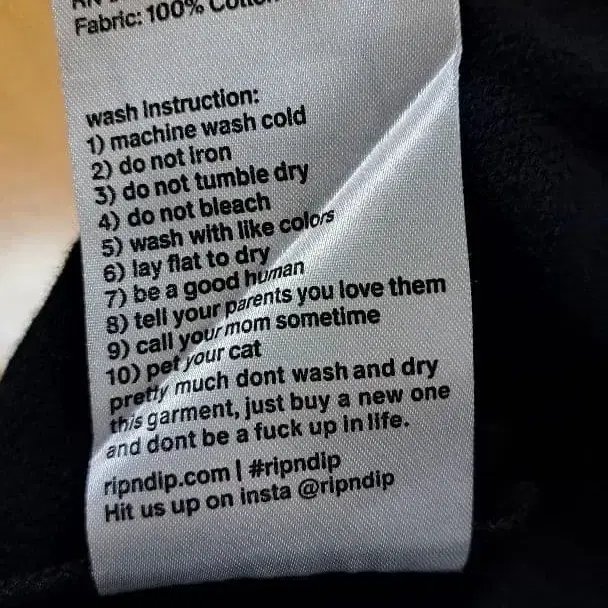 Fabric: 100% Cotton
wash Instruction:
1) machine wash cold
2) do not iron
3) do not tumble dry
4) do not bleach
5) wash with like colors
6) lay flat to dry
7) be a good human
8) tell your parents you love them
9) call your mom sometime
10) pet your cat
pretty much dont wash and dry
this garment, just buy a new one
and dont be a fuck up in life.
ripndip.com | #ripndip
Hit us up on insta @ripndip